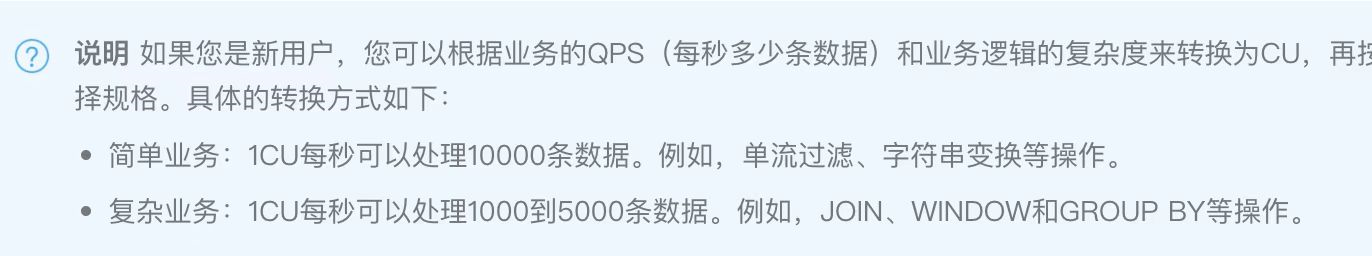 说明 如果您是新用户，您可以根据业务的QPS（每秒多少条数据）和业务逻辑的复杂度来转换为CU，再
择规格。具体的转换方式如下：
• 简单业务：1CU每秒可以处理10000条数据。例如，单流过滤、字符串变换等操作。
• 复杂业务：1CU每秒可以处理1000到5000条数据。例如，JOIN、WINDOW和GROUP BY等操作。